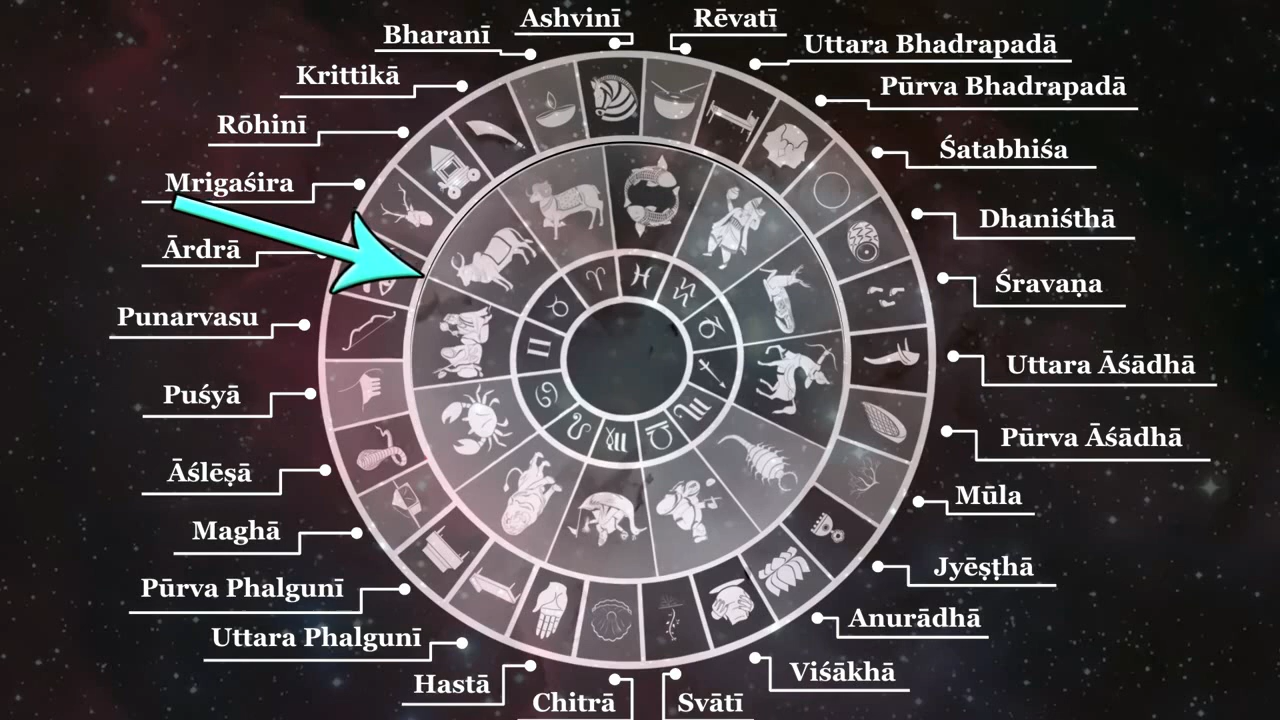 Ashvinī
Rēvatī
Bharanī
Uttara Bhadrapadā
Krittikā
Pūrva Bhadrapadā
Rōhinī
Śatabhiśa
Mrigaśira
Dhaniśthā
Ārdrā
Śravaṇa
Punarvasu
Uttara Āśādhā
Puśyā
Pūrva Āśādhā
Āślēṣā
Mūla
Maghā
Jyēṣṭhā
Pūrva Phalgunī
Anurādhā
Uttara Phalgunī
Viśākhā
Hastā
Chitrā
Svātī